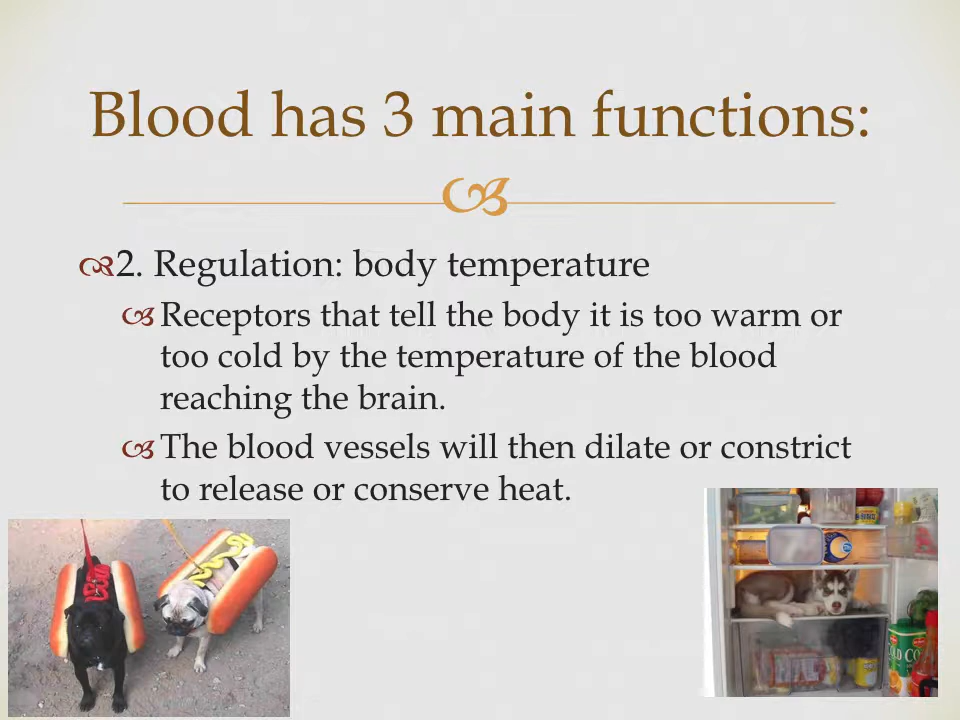 Blood has 3 main functions:
2. Regulation: body temperature
Receptors that tell the body it is too warm or
too cold by the temperature of the blood
reaching the brain.
The blood vessels will then dilate or constrict
to release or conserve heat.